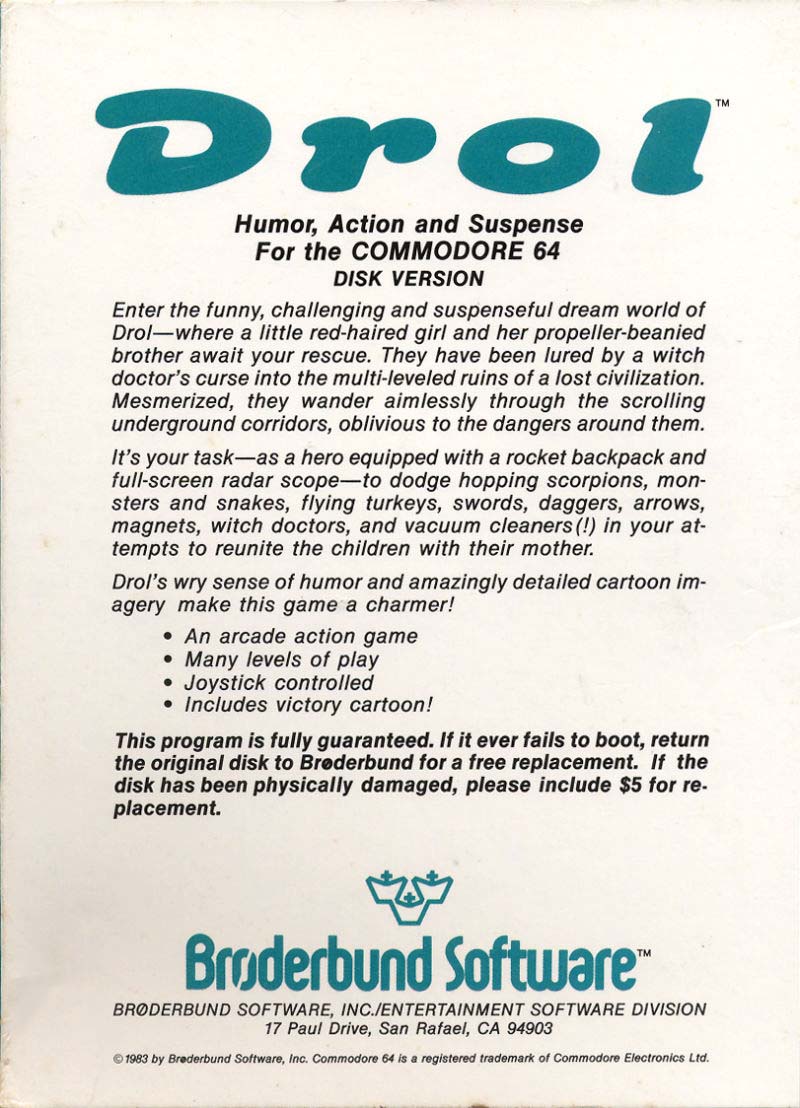 Drol™
Humor, Action and Suspense
For the COMMODORE 64
DISK VERSION
Enter the funny, challenging and suspenseful dream world of
Drol—where a little red-haired girl and her propeller-beanied
brother await your rescue. They have been lured by a witch
doctor's curse into the multi-leveled ruins of a lost civilization.
Mesmerized, they wander aimlessly through the scrolling
underground corridors, oblivious to the dangers around them.
It's your task—as a hero equipped with a rocket backpack and
full-screen radar scope—to dodge hopping scorpions, mon-
sters and snakes, flying turkeys, swords, daggers, arrows,
magnets, witch doctors, and vacuum cleaners(!) in your at-
tempts to reunite the children with their mother.
Drol's wry sense of humor and amazingly detailed cartoon im-
agery make this game a charmer!
• An arcade action game
• Many levels of play
• Joystick controlled
• Includes victory cartoon!
This program is fully guaranteed. If it ever fails to boot, return
the original disk to Brøderbund for a free replacement. If the
disk has been physically damaged, please include $5 for re-
placement.
Brøderbund Software™
BRØDERBUND SOFTWARE, INC./ENTERTAINMENT SOFTWARE DIVISION
17 Paul Drive, San Rafael, CA 94903
© 1983 by Brøderbund Software, Inc. Commodore 64 is a registered trademark of Commodore Electronics Ltd.